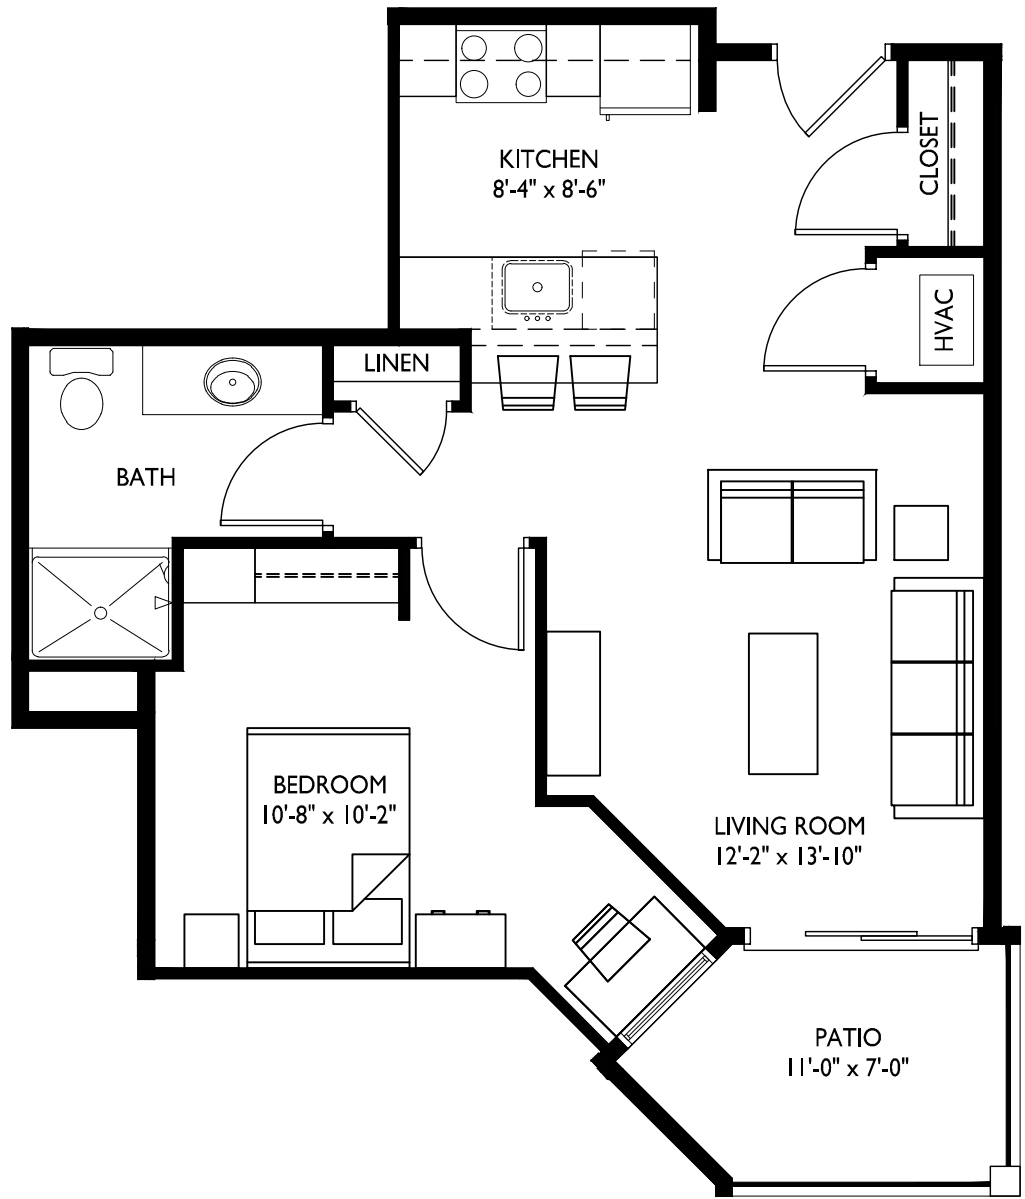 KITCHEN
8'-4" x 8'-6"
CLOSET
HVAC
LINEN
BATH
BEDROOM
10'-8" x 10'-2"
LIVING ROOM
12'-2" x 13'-10"
PATIO
11'-0" x 7'-0"